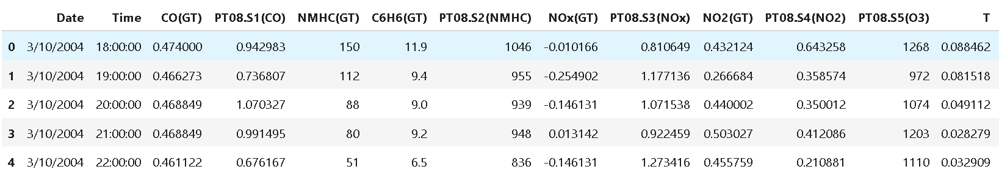 Date Time CO(GT) PT08.S1(CO) NMHC(GT) C6H6(GT) PT08.S2(NMHC) NOx(GT) PT08.S3(NOx) NO2(GT) PT08.S4(NO2) PT08.S5(O3) T
0 3/10/2004 18:00:00 0.474000 0.942983 150 11.9 1046 -0.010166 0.810649 0.432124 0.643258 1268 0.088462
1 3/10/2004 19:00:00 0.466273 0.736807 112 9.4 955 -0.254902 1.177136 0.266684 0.358574 972 0.081518
2 3/10/2004 20:00:00 0.468849 1.070327 88 9.0 939 -0.146131 1.071538 0.440002 0.350012 1074 0.049112
3 3/10/2004 21:00:00 0.468849 0.991495 80 9.2 948 0.013142 0.922459 0.503027 0.412086 1203 0.028279
4 3/10/2004 22:00:00 0.461122 0.676167 51 6.5 836 -0.146131 1.273416 0.455759 0.210881 1110 0.032909